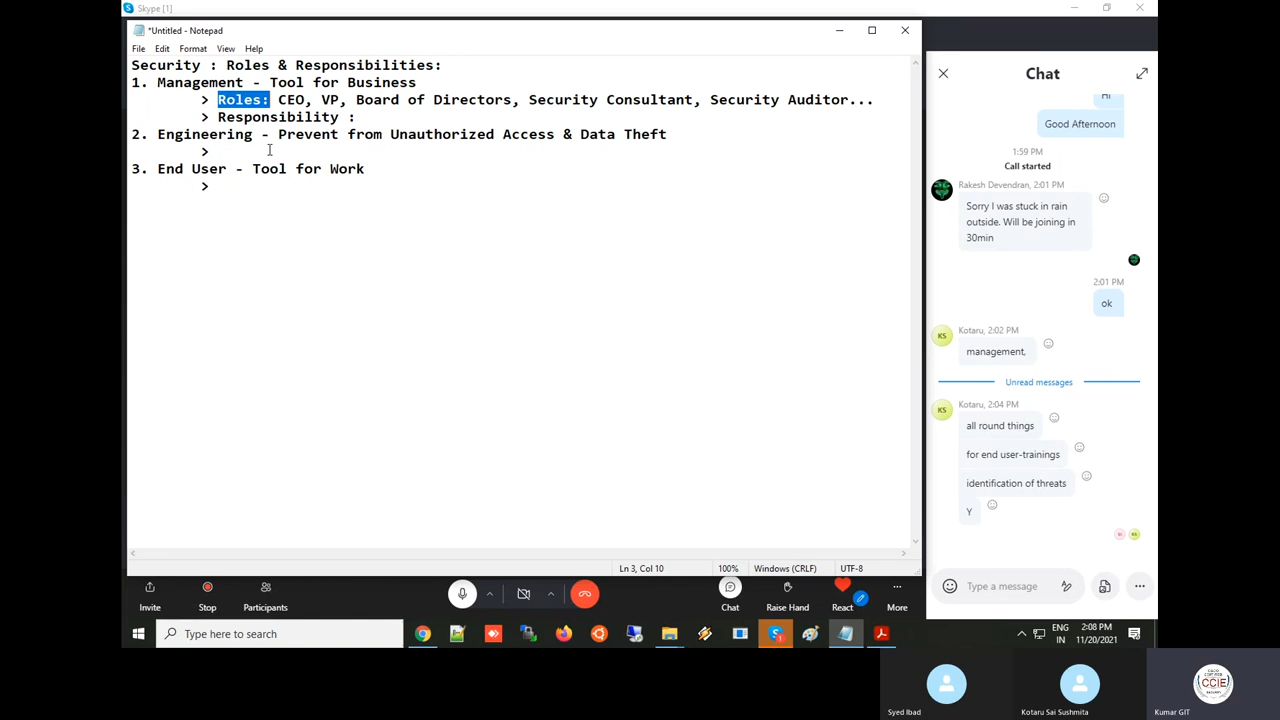 Skype [1]
*Untitled - Notepad
File Edit Format View Help
Security : Roles & Responsibilities:
1. Management - Tool for Business
> Roles: CEO, VP, Board of Directors, Security Consultant, Security Auditor...
> Responsibility :
2. Engineering - Prevent from Unauthorized Access & Data Theft
>
3. End User - Tool for Work
>
Ln 3, Col 10 100% Windows (CRLF) UTF-8
Chat
Hi
Good Afternoon
1:59 PM
Call started
Rakesh Devendran, 2:01 PM
Sorry I was stuck in rain
outside. Will be joining in
30min
2:01 PM
ok
KS Kotaru, 2:02 PM
management,
Unread messages
KS Kotaru, 2:04 PM
all round things
for end user-trainings
identification of threats
Y
KS
Type a message
Invite Stop Participants Chat Raise Hand React More
Type here to search
ENG
IN
2:08 PM
11/20/2021
Syed Ibad
Kotaru Sai Sushmita
CCIE
Kumar GIT